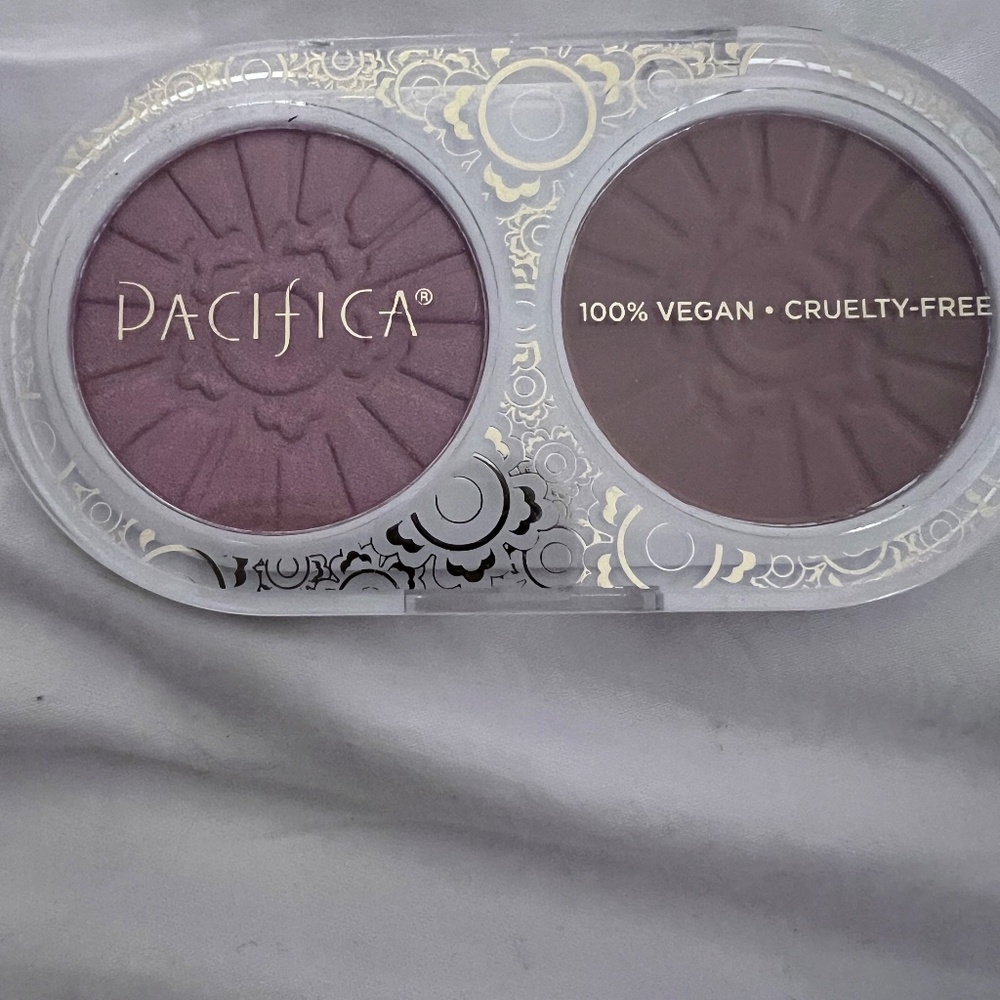 PACIFICA®
100% VEGAN • CRUELTY-FREE